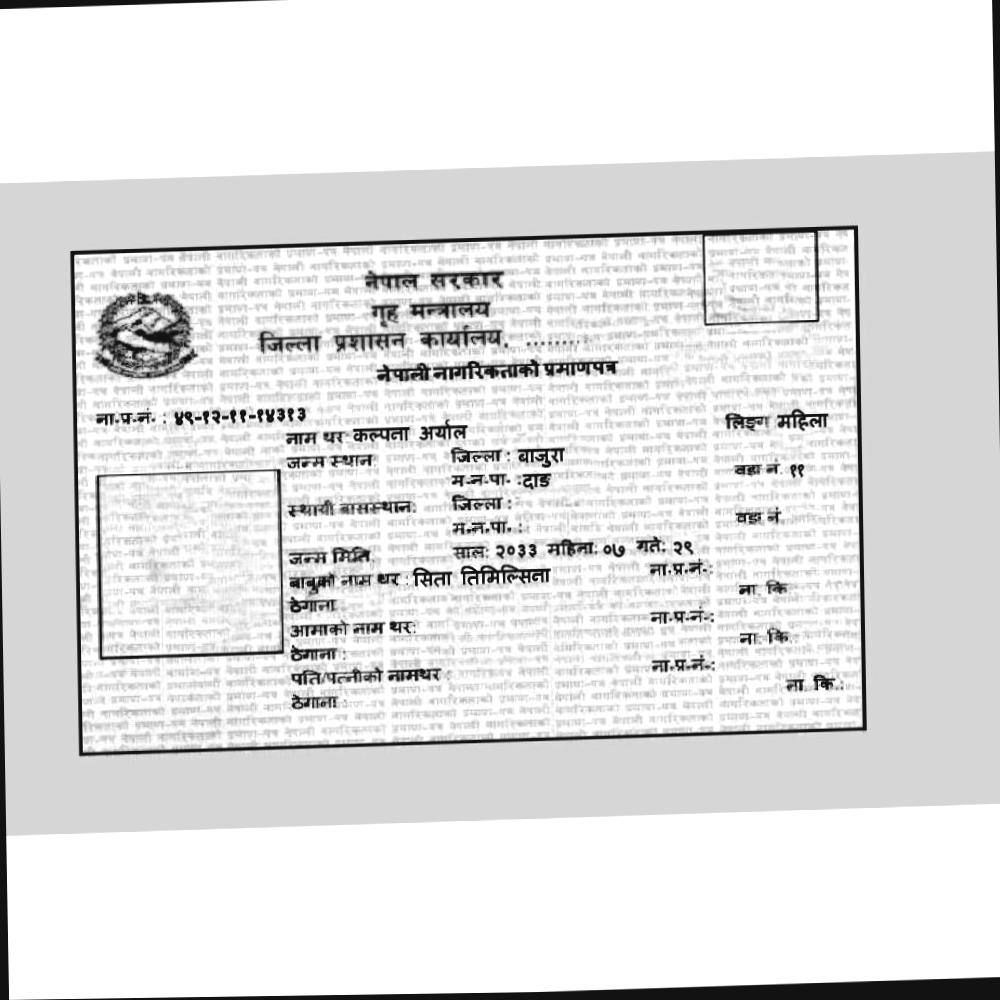 नेपाल सरकार
गृह मन्त्रालय
जिल्ला प्रशासन कार्यालय, .........
नेपाली नागरिकताको प्रमाणपत्र
ना.प्र.नं. : ४९-१२-११-१४३१३
नाम थर: कल्पना अर्याल लिङ्ग महिला
जन्म स्थान: जिल्ला : बाजुरा
म.न.पा. :दाङ वडा नं. ११
स्थायी बासस्थान: जिल्ला :
म.न.पा. : वडा नं.
जन्म मिति: साल: २०३३ महिना: ०७ गते: २९
बाबुको नाम थर : सिता तिमिल्सिना ना.प्र.नं.:
ठेगाना ना. कि.
आमाको नाम थर: ना.प्र.नं.:
ठेगाना : ना. कि.:
पति/पत्नीको नामथर : ना.प्र.नं.:
ठेगाना : ना. कि.: